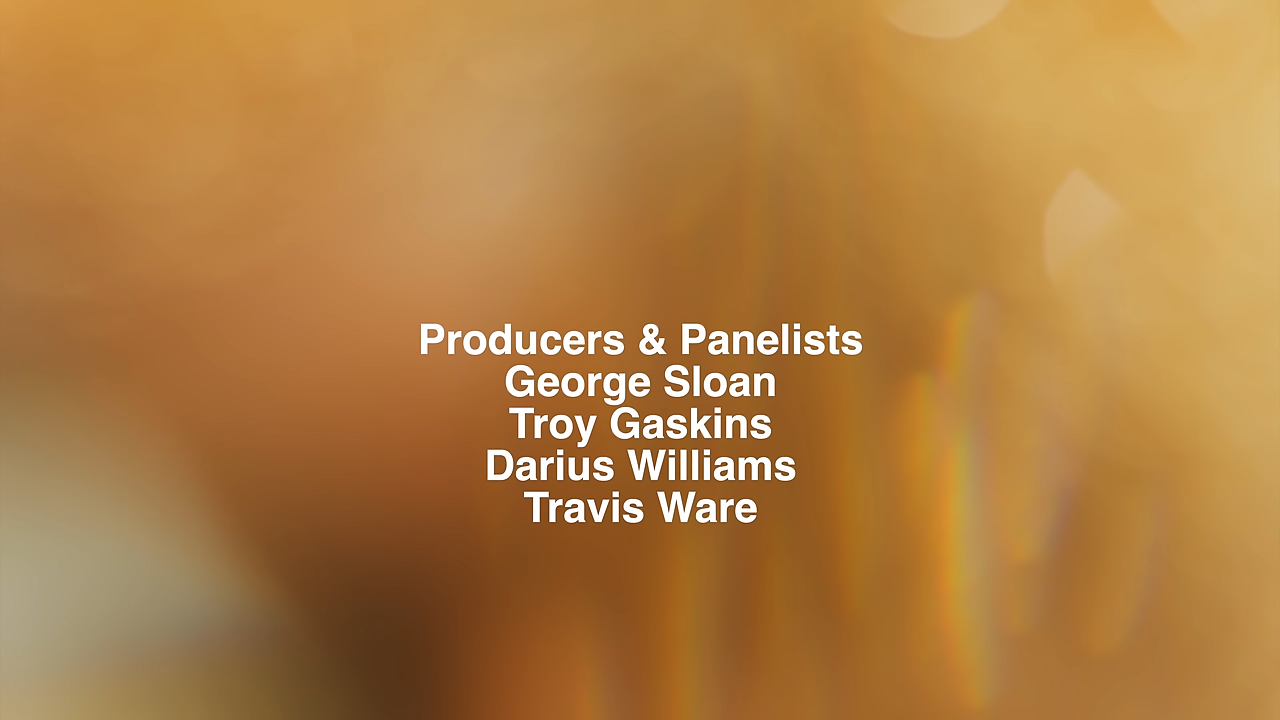 Producers & Panelists
George Sloan
Troy Gaskins
Darius Williams
Travis Ware